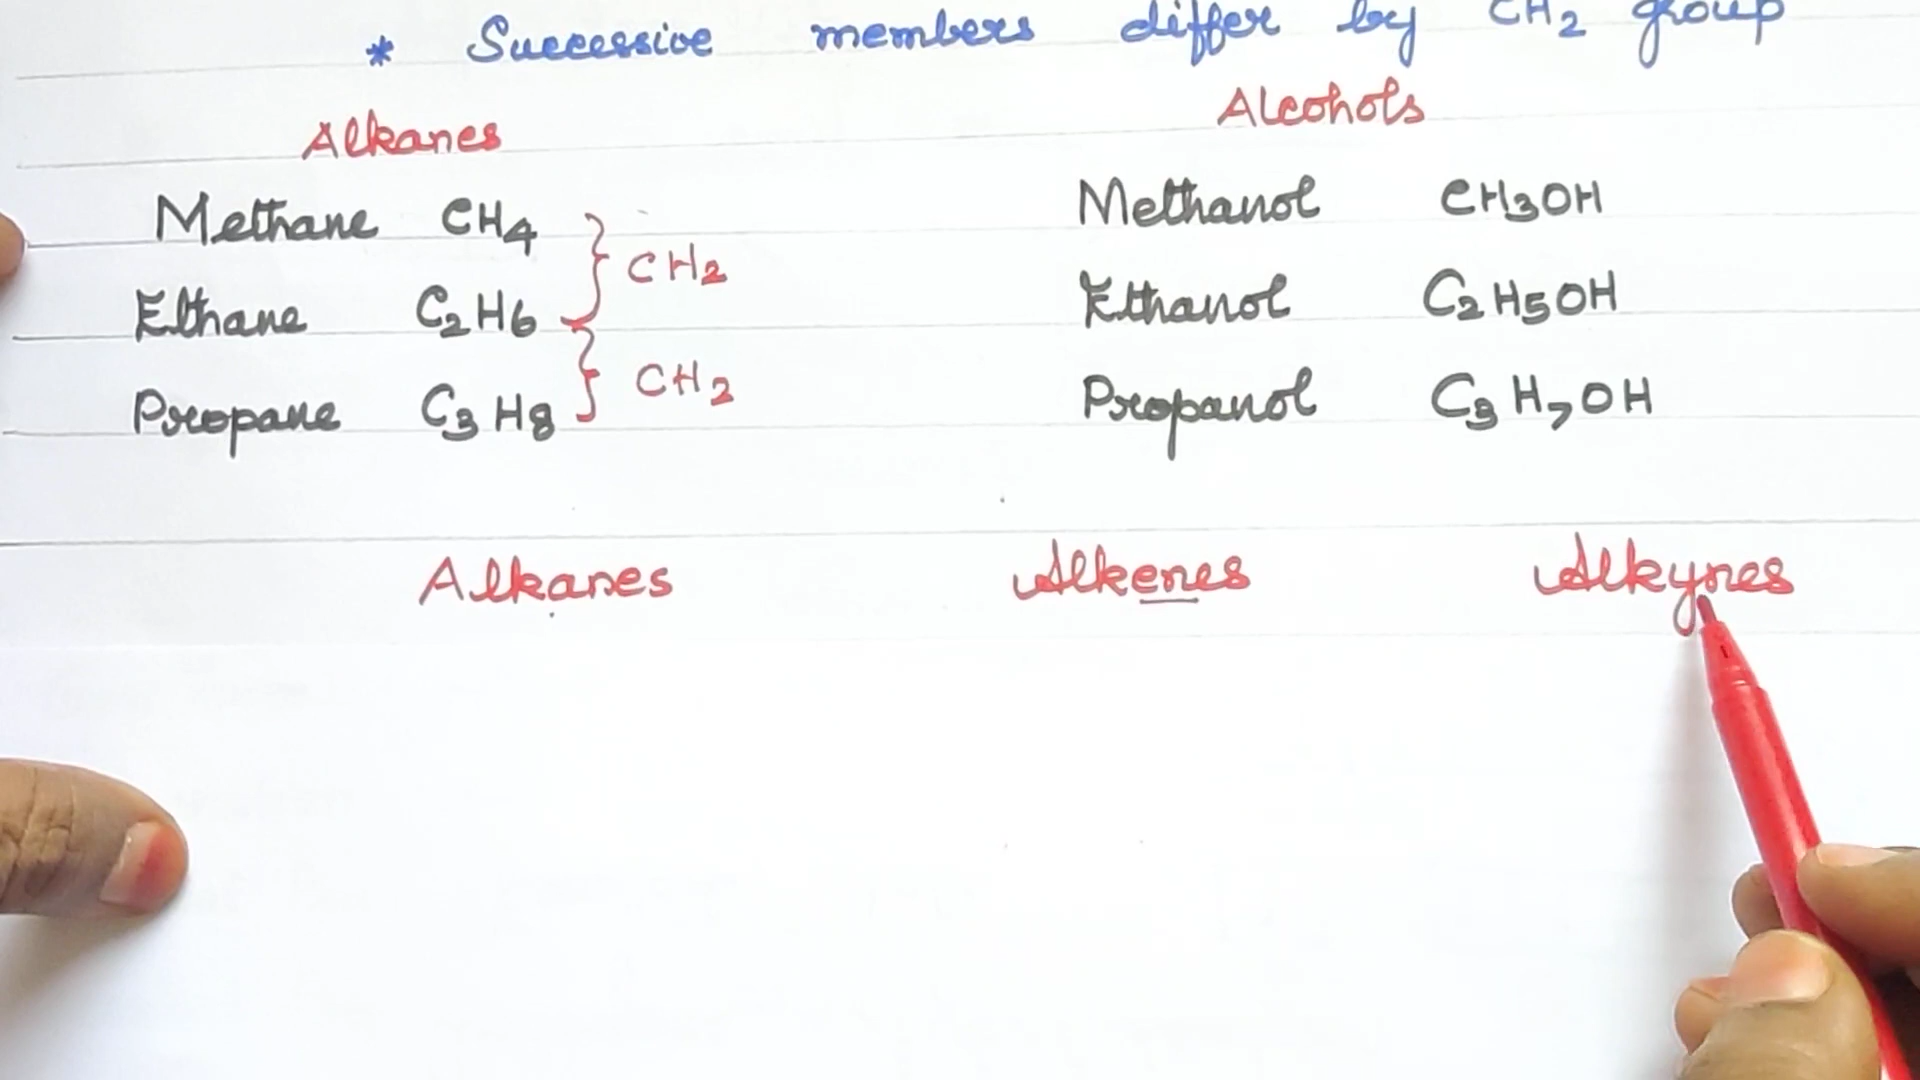 * Successive members differ by CH2 group
Alkanes Alcohols
Methane CH4 CH2 Methanol CH3OH
Ethane C2H6 Ethanol C2H5OH
CH2
Propane C3H8 Propanol C3H7OH
Alkanes Alkenes Alkynes